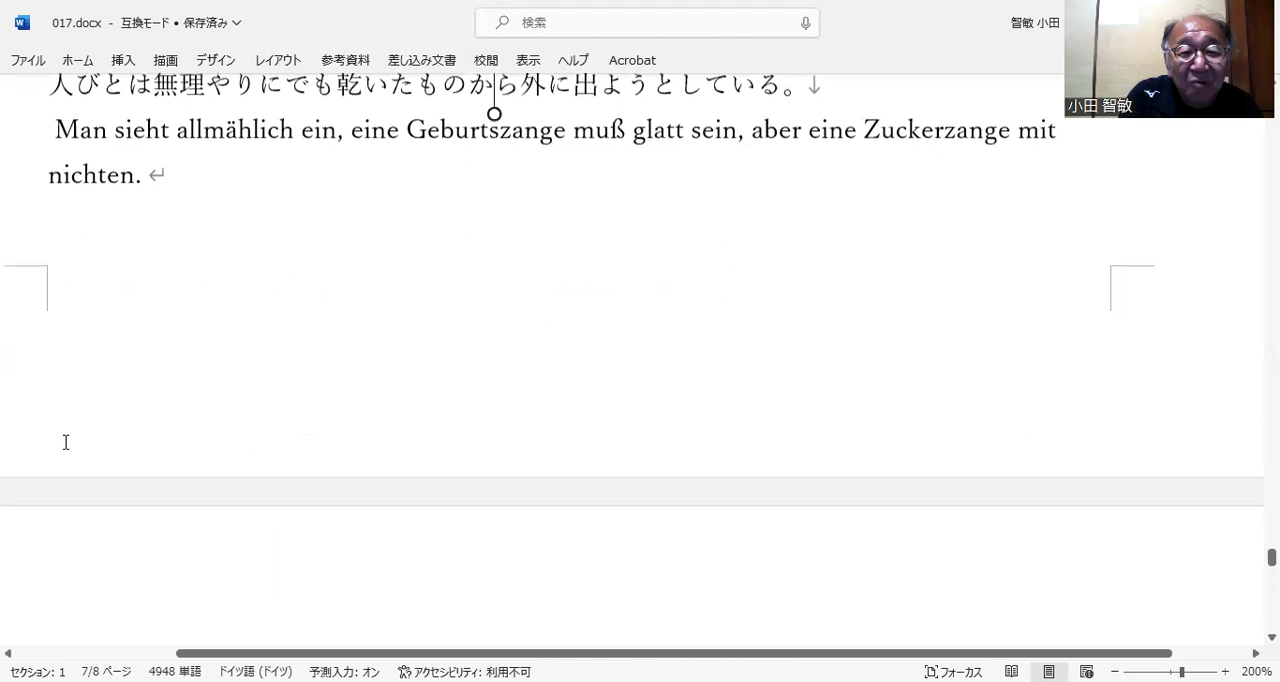 017.docx - 互換モード • 保存済み
検索
智敏 小田
ファイル ホーム 挿入 描画 デザイン レイアウト 参考資料 差し込み文書 校閲 表示 ヘルプ Acrobat
小田 智敏
人びとは無理やりにでも乾いたものから外に出ようとしている。↓
Man sieht allmählich ein, eine Geburtszange muß glatt sein, aber eine Zuckerzange mit
nichten. ↵
セクション: 1 7/8 ページ 4948 単語 ドイツ語 (ドイツ) 予測入力: オン アクセシビリティ: 利用不可 フォーカス 200%